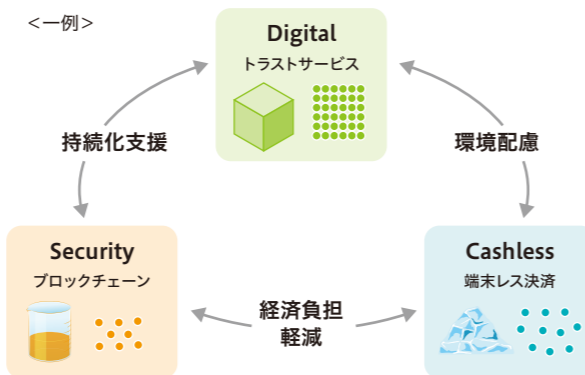 ＜一例＞
Digital
トラストサービス
持続化支援
環境配慮
Security
ブロックチェーン
Cashless
端末レス決済
経済負担
軽減